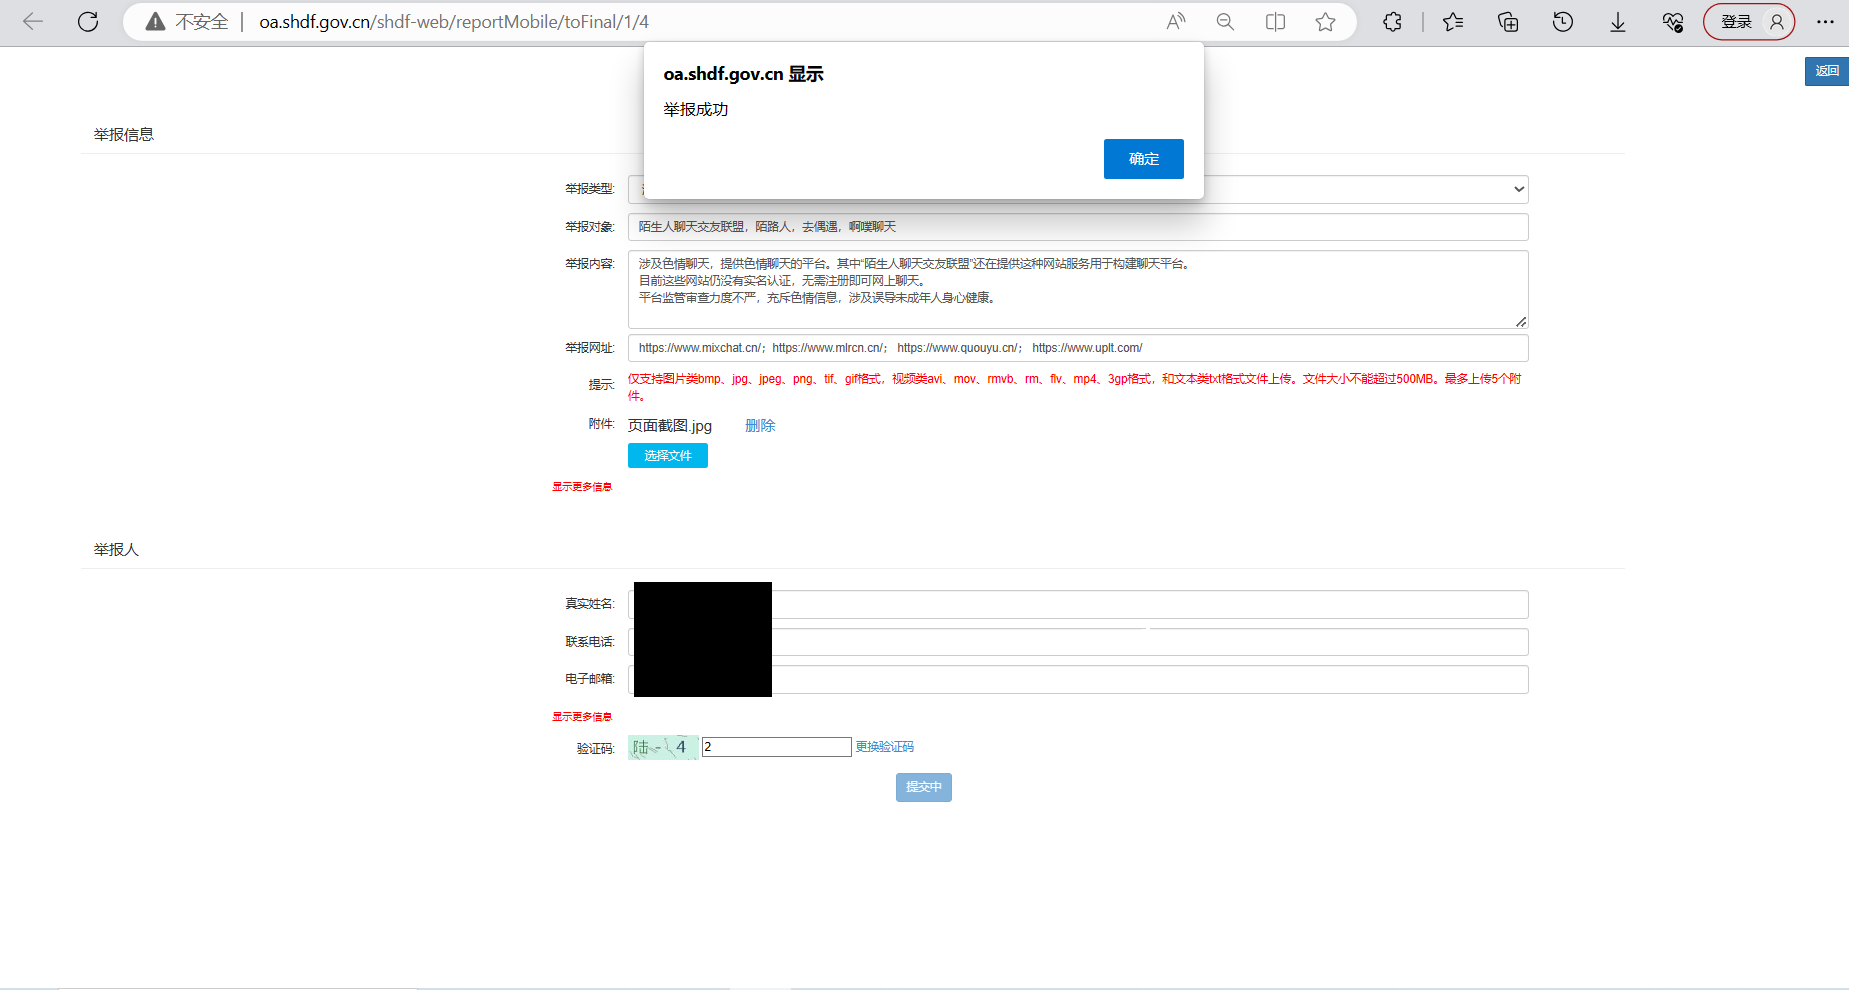 不安全
oa.shdf.gov.cn/shdf-web/reportMobile/toFinal/1/4
登录
oa.shdf.gov.cn 显示
举报成功
确定
返回
举报信息
举报类型:
举报对象:
陌生人聊天交友联盟，陌路人，去偶遇，啊噗聊天
举报内容:
涉及色情聊天，提供色情聊天的平台。其中“陌生人聊天交友联盟”还在提供这种网站服务用于构建聊天平台。
目前这些网站仍没有实名认证，无需注册即可网上聊天。
平台监管审查力度不严，充斥色情信息，涉及误导未成年人身心健康。
举报网址:
https://www.mixchat.cn/；https://www.mlrcn.cn/； https://www.quouyu.cn/； https://www.uplt.com/
提示:
仅支持图片类bmp、jpg、jpeg、png、tif、gif格式，视频类avi、mov、rmvb、rm、flv、mp4、3gp格式，和文本类txt格式文件上传。文件大小不能超过500MB。最多上传5个附
件。
附件:
页面截图.jpg
删除
选择文件
显示更多信息
举报人
真实姓名:
联系电话:
电子邮箱:
显示更多信息
验证码:
陆 - 4
2
更换验证码
提交中